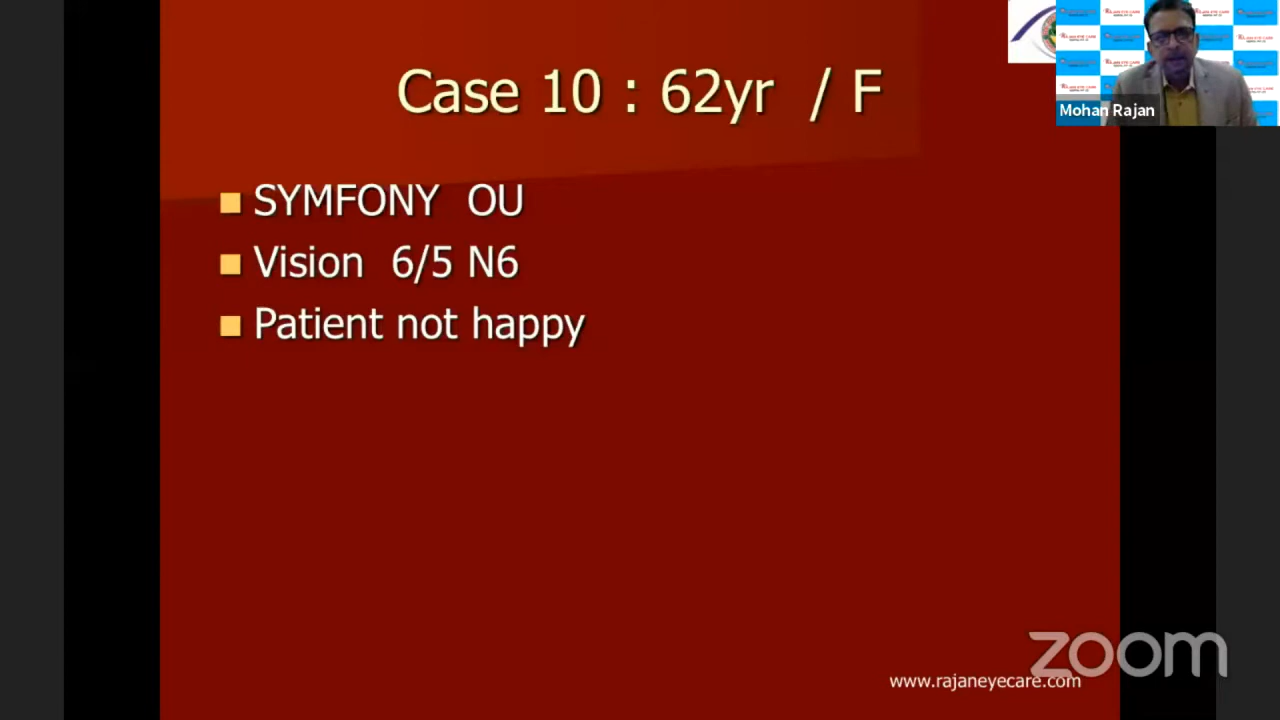 Case 10 : 62yr / F
SYMFONY OU
Vision 6/5 N6
Patient not happy
www.rajaneyecare.com
Mohan Rajan
zoom